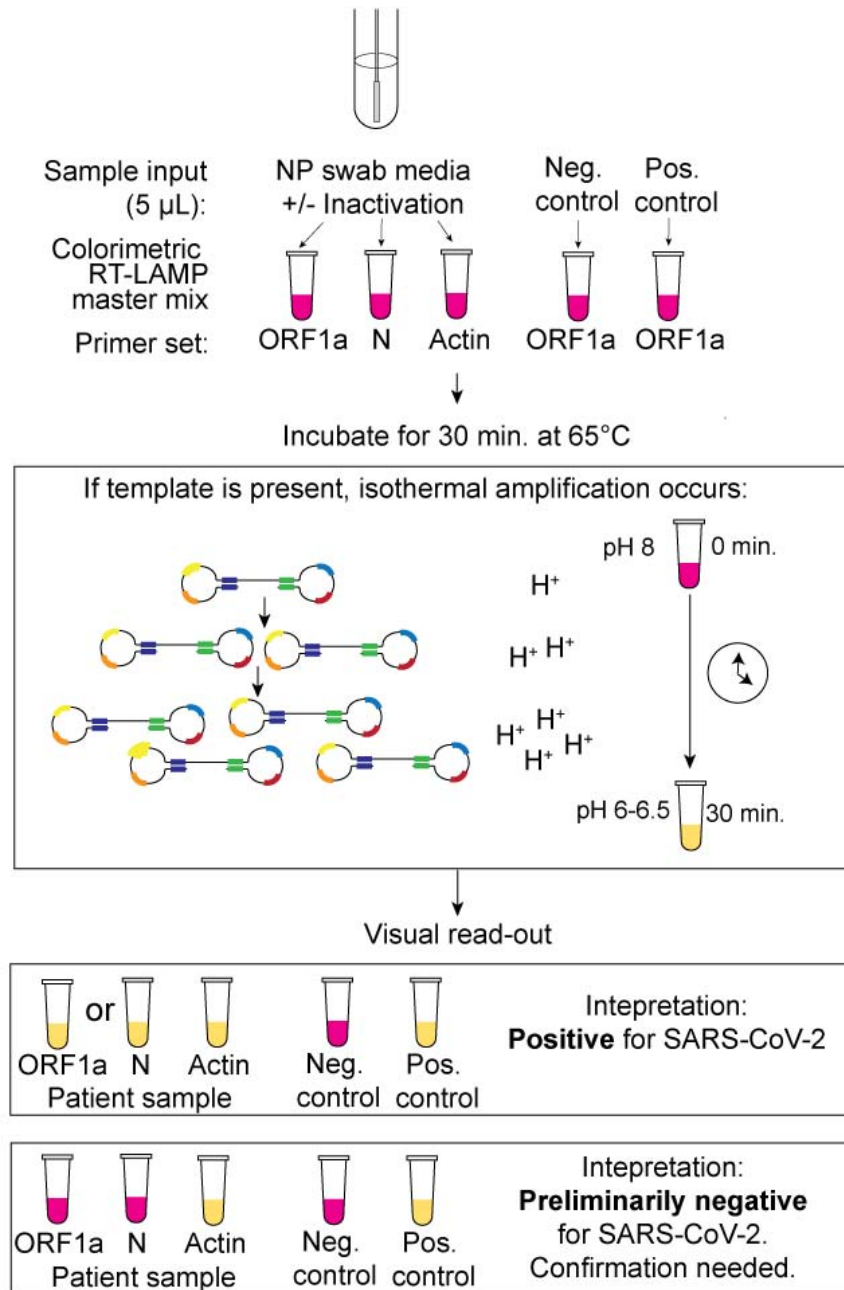 Sample input
(5 µL):
NP swab media
+/- Inactivation
Neg.
control
Pos.
control
Colorimetric
RT-LAMP
master mix
Primer set:
ORF1a
N
Actin
ORF1a
ORF1a
Incubate for 30 min. at 65°C
If template is present, isothermal amplification occurs:
pH 8
0 min.
H+
H+ H+
H+ H+ H+ H+
pH 6-6.5
30 min.
Visual read-out
or
ORF1a N Actin
Patient sample
Neg.
control
Pos.
control
Intepretation:
Positive for SARS-CoV-2
ORF1a N Actin
Patient sample
Neg.
control
Pos.
control
Intepretation:
Preliminarily negative
for SARS-CoV-2.
Confirmation needed.